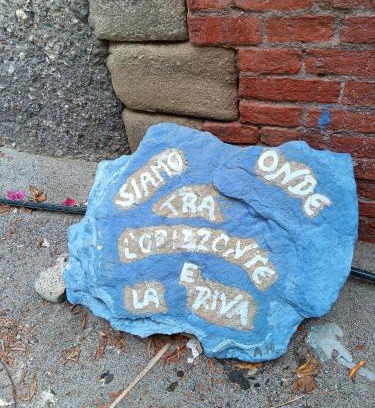 SIAMO ONDE
TRA
L'ORIZZONTE
E
LA RIVA